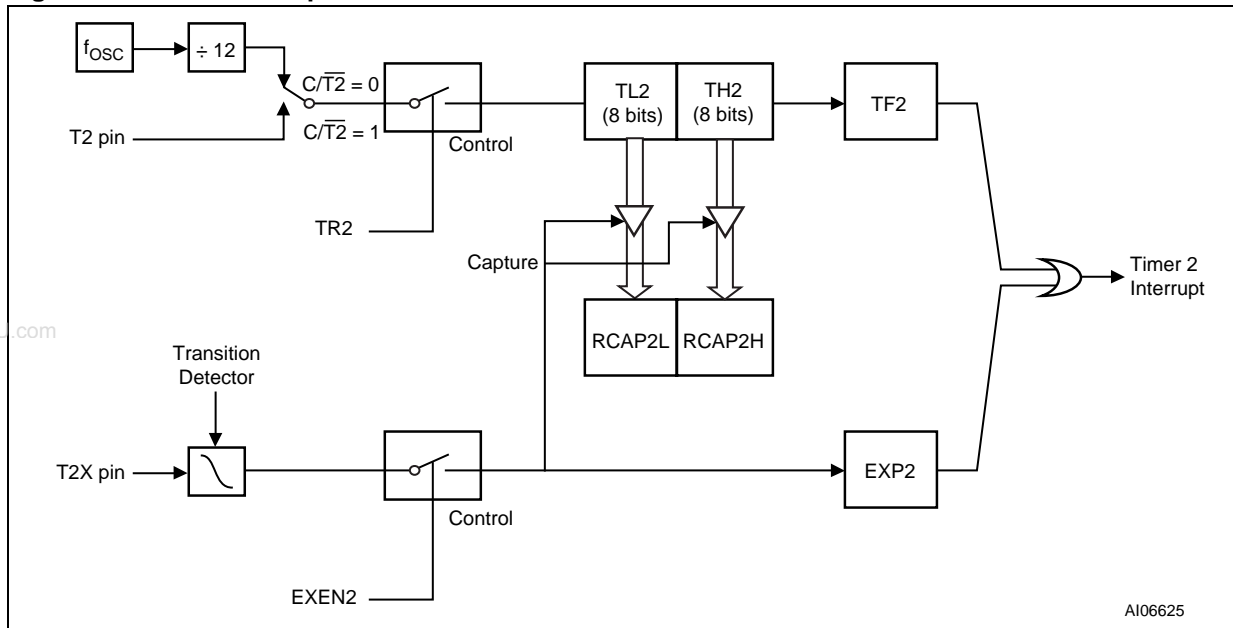 fOSC
÷ 12
C/T2 = 0
C/T2 = 1
T2 pin
Control
TR2
TL2
(8 bits)
TH2
(8 bits)
TF2
Capture
Timer 2
Interrupt
RCAP2L
RCAP2H
.com
Transition
Detector
T2X pin
Control
EXP2
EXEN2
AI06625